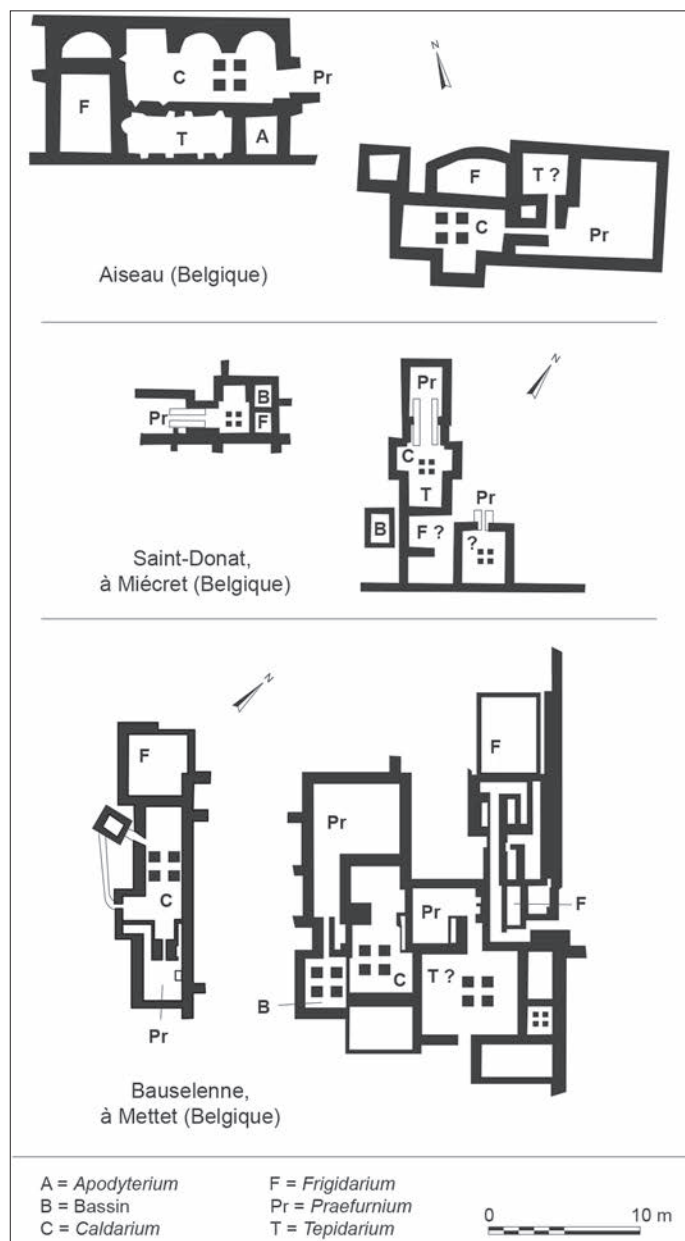 C
Pr
F
T
A
N
F
T ?
C
Pr
Aiseau (Belgique)
Pr
B
F
N
Pr
C
T
Pr
B
F ?
?
Saint-Donat,
à Miécret (Belgique)
N
F
C
Pr
F
Pr
Pr
F
C
T ?
B
Bauselenne,
à Mettet (Belgique)
A = Apodyterium
B = Bassin
C = Caldarium
F = Frigidarium
Pr = Praefurnium
T = Tepidarium
0 10 m